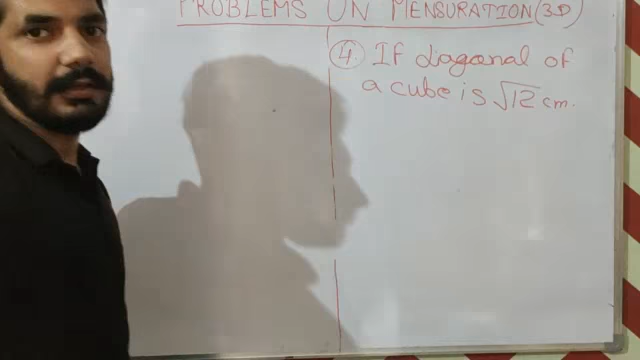 PROBLEMS ON MENSURATION (3D)
4. If diagonal of
a cube is √12 cm.